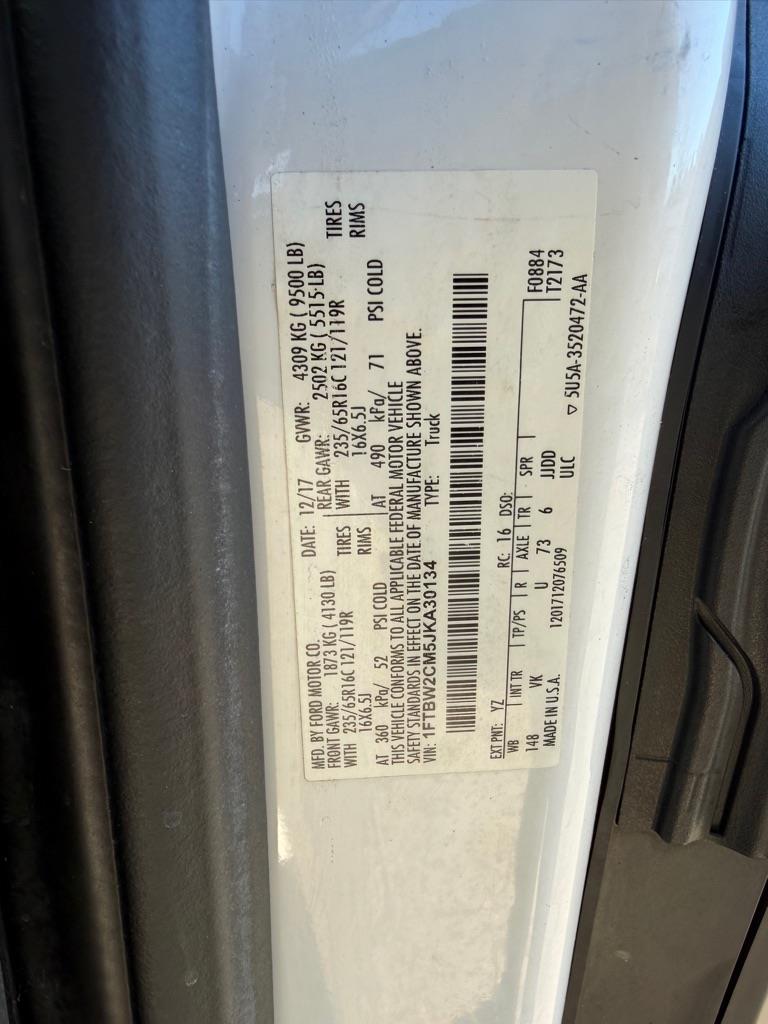 MFD. BY FORD MOTOR CO. DATE: 12/17 GVWR: 4309 KG ( 9500 LB)
FRONT GAWR: 1873 KG ( 4130 LB) REAR GAWR: 2502 KG ( 5515 LB)
WITH 235/65R16C 121/119R TIRES WITH 235/65R16C 121/119R TIRES
16X6.5J RIMS 16X6.5J RIMS
AT 360 kPa/ 52 PSI COLD AT 490 kPa/ 71 PSI COLD
THIS VEHICLE CONFORMS TO ALL APPLICABLE FEDERAL MOTOR VEHICLE
SAFETY STANDARDS IN EFFECT ON THE DATE OF MANUFACTURE SHOWN ABOVE.
VIN: 1FTBW2CM5JKA30134 TYPE: Truck
EXT PNT: YZ RC: 16 DSO:
WB INT TR TP/PS R AXLE TR SPR F0884
148 VK U 73 6 JJDD T2173
MADE IN U.S.A. 1201712076509 ULC
5U5A-3520472-AA